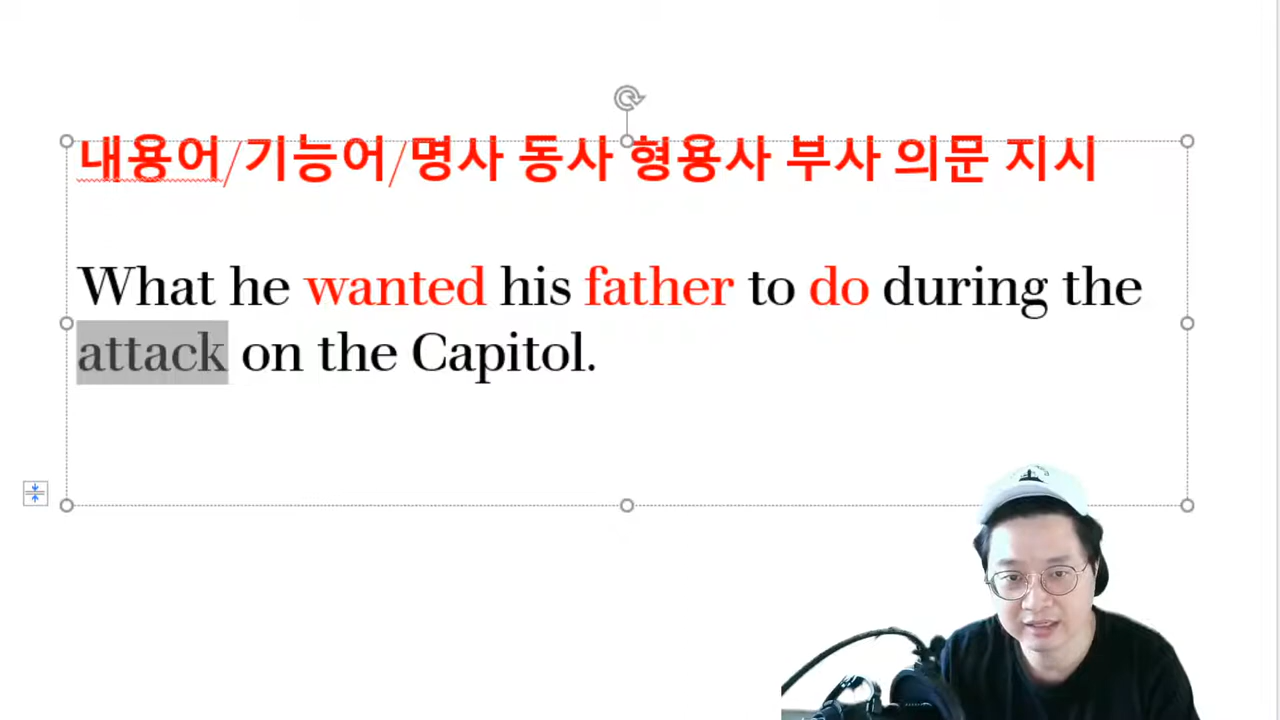 내용어/기능어/명사 동사 형용사 부사 의문 지시
What he wanted his father to do during the
attack on the Capitol.